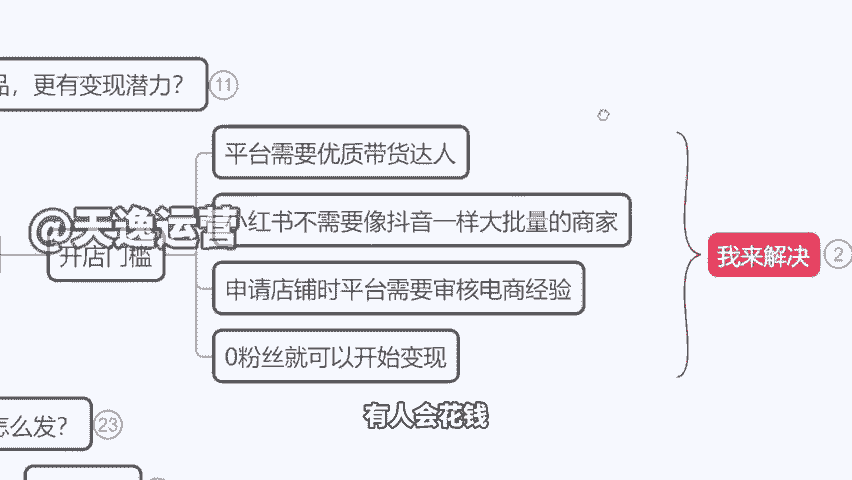 品，更有变现潜力？
11
平台需要优质带货达人
小红书不需要像抖音一样大批量的商家
@天逸运营
开店门槛
我来解决
2
申请店铺时平台需要审核电商经验
0粉丝就可以开始变现
有人会花钱
怎么发？
23